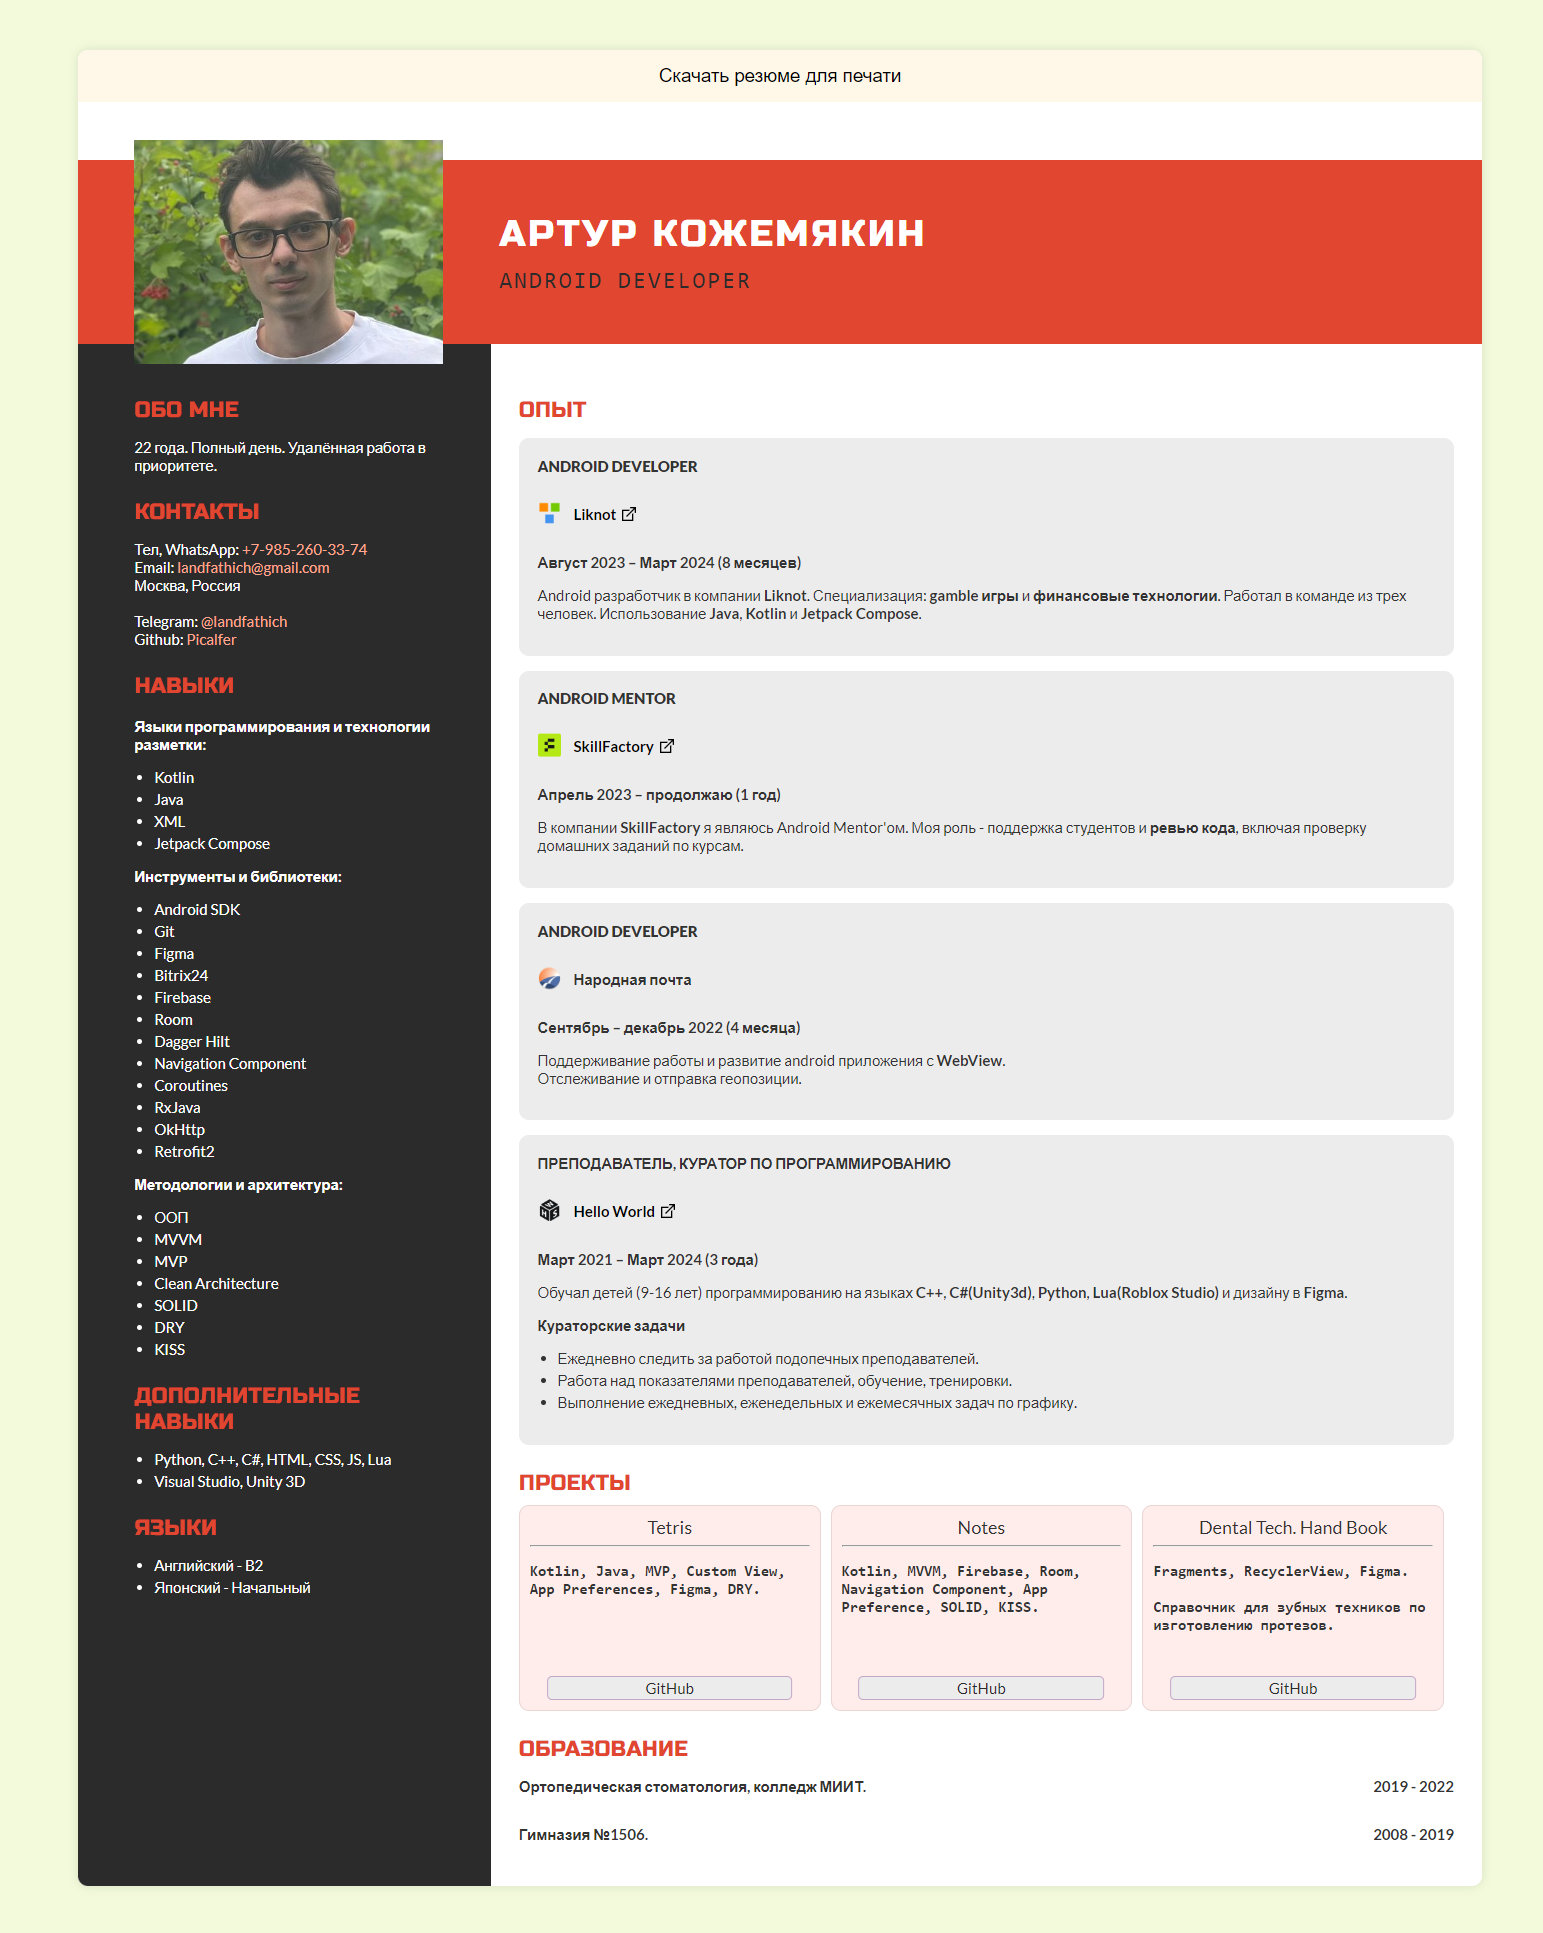 Скачать резюме для печати
АРТУР КОЖЕМЯКИН
ANDROID DEVELOPER
ОБО МНЕ
22 года. Полный день. Удалённая работа в
приоритете.
КОНТАКТЫ
Тел, WhatsApp: +7-985-260-33-74
Email: landfathich@gmail.com
Москва, Россия
Telegram: @landfathich
Github: Picalfer
НАВЫКИ
Языки программирования и технологии
разметки:
• Kotlin
• Java
• XML
• Jetpack Compose
Инструменты и библиотеки:
• Android SDK
• Git
• Figma
• Bitrix24
• Firebase
• Room
• Dagger Hilt
• Navigation Component
• Coroutines
• RxJava
• OkHttp
• Retrofit2
Методологии и архитектура:
• ООП
• MVVM
• MVP
• Clean Architecture
• SOLID
• DRY
• KISS
ДОПОЛНИТЕЛЬНЫЕ
НАВЫКИ
• Python, C++, C#, HTML, CSS, JS, Lua
• Visual Studio, Unity 3D
ЯЗЫКИ
• Английский - B2
• Японский - Начальный
ОПЫТ
ANDROID DEVELOPER
Liknot
Август 2023 – Март 2024 (8 месяцев)
Android разработчик в компании Liknot. Специализация: gamble игры и финансовые технологии. Работал в команде из трех
человек. Использование Java, Kotlin и Jetpack Compose.
ANDROID MENTOR
SkillFactory
Апрель 2023 – продолжаю (1 год)
В компании SkillFactory я являюсь Android Mentor'ом. Моя роль - поддержка студентов и ревью кода, включая проверку
домашних заданий по курсам.
ANDROID DEVELOPER
Народная почта
Сентябрь – декабрь 2022 (4 месяца)
Поддерживание работы и развитие android приложения с WebView.
Отслеживание и отправка геопозиции.
ПРЕПОДАВАТЕЛЬ, КУРАТОР ПО ПРОГРАММИРОВАНИЮ
Hello World
Март 2021 – Март 2024 (3 года)
Обучал детей (9-16 лет) программированию на языках C++, C#(Unity3d), Python, Lua(Roblox Studio) и дизайну в Figma.
Кураторские задачи
• Ежедневно следить за работой подопечных преподавателей.
• Работа над показателями преподавателей, обучение, тренировки.
• Выполнение ежедневных, еженедельных и ежемесячных задач по графику.
ПРОЕКТЫ
Tetris
Kotlin, Java, MVP, Custom View,
App Preferences, Figma, DRY.
GitHub
Notes
Kotlin, MVVM, Firebase, Room,
Navigation Component, App
Preference, SOLID, KISS.
GitHub
Dental Tech. Hand Book
Fragments, RecyclerView, Figma.
Справочник для зубных техников по
изготовлению протезов.
GitHub
ОБРАЗОВАНИЕ
Ортопедическая стоматология, колледж МИИТ. 2019 - 2022
Гимназия №1506. 2008 - 2019